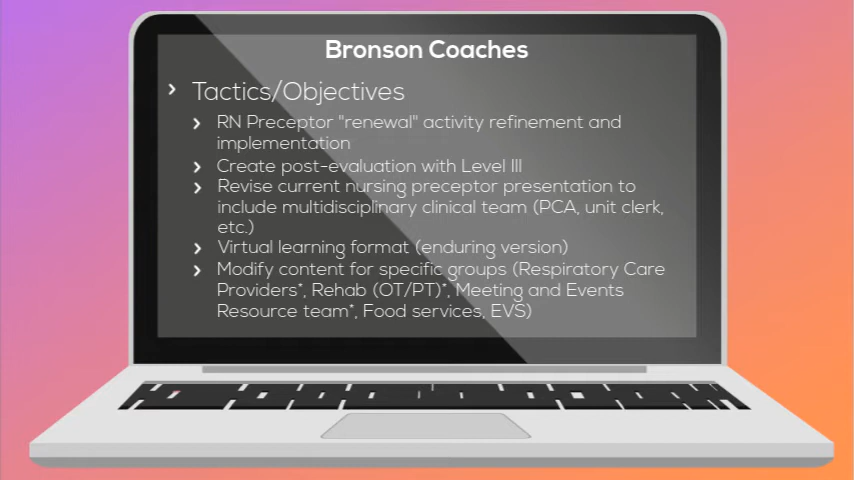 Bronson Coaches
Tactics/Objectives
RN Preceptor "renewal" activity refinement and
implementation
Create post-evaluation with Level III
Revise current nursing preceptor presentation to
include multidisciplinary clinical team (PCA, unit clerk,
etc.)
Virtual learning format (enduring version)
Modify content for specific groups (Respiratory Care
Providers*, Rehab (OT/PT)*, Meeting and Events
Resource team*, Food services, EVS)